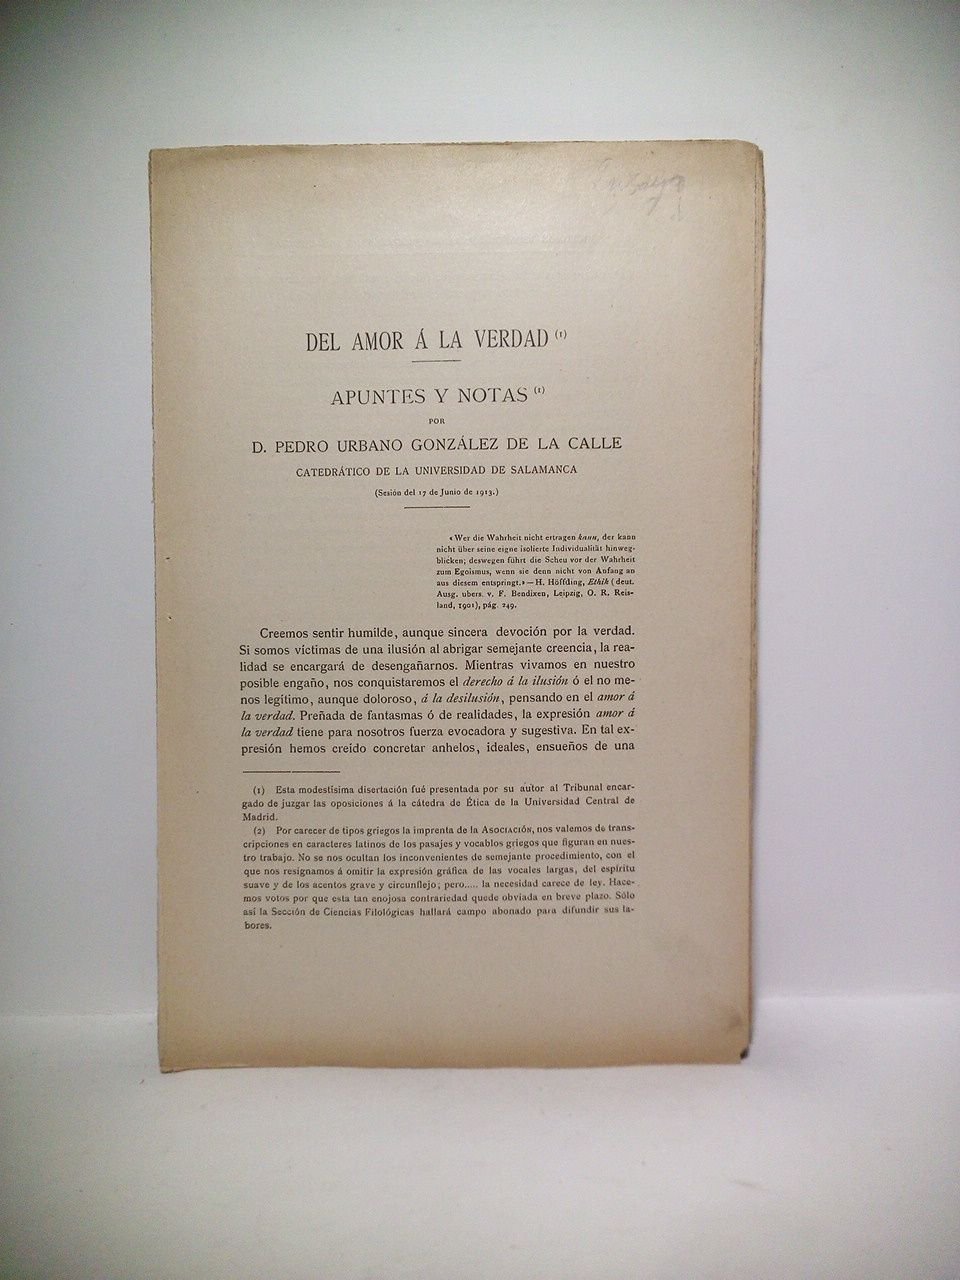 DEL AMOR Á LA VERDAD (1)
APUNTES Y NOTAS (1)
POR
D. PEDRO URBANO GONZÁLEZ DE LA CALLE
CATEDRÁTICO DE LA UNIVERSIDAD DE SALAMANCA
(Sesión del 17 de Junio de 1913.)
«Wer die Wahrheit nicht ertragen kann, der kann
nicht über seine eigne isolierte Individualität hinweg-
blicken; deswegen führt die Scheu vor der Wahrheit
zum Egoismus, wenn sie denn nicht von Anfang an
aus diesem entspringt.»—H. Höffding, Ethik (deut.
Ausg. ubers. v. F. Bendixen, Leipzig, O. R. Reis-
land, 1901), pág. 249.
Creemos sentir humilde, aunque sincera devoción por la verdad.
Si somos víctimas de una ilusión al abrigar semejante creencia, la rea-
lidad se encargará de desengañarnos. Mientras vivamos en nuestro
posible engaño, nos conquistaremos el derecho á la ilusión ó el no me-
nos legítimo, aunque doloroso, á la desilusión, pensando en el amor á
la verdad. Preñada de fantasmas ó de realidades, la expresión amor á
la verdad tiene para nosotros fuerza evocadora y sugestiva. En tal ex-
presión hemos creído concretar anhelos, ideales, ensueños de una
(1) Esta modestísima disertación fué presentada por su autor al Tribunal encar-
gado de juzgar las oposiciones á la cátedra de Ética de la Universidad Central de
Madrid.
(2) Por carecer de tipos griegos la imprenta de la ASOCIACIÓN, nos valemos de trans-
cripciones en caracteres latinos de los pasajes y vocablos griegos que figuran en nues-
tro trabajo. No se nos ocultan los inconvenientes de semejante procedimiento, con el
que nos resignamos á omitir la expresión gráfica de las vocales largas, del espíritu
suave y de los acentos grave y circunflejo; pero..... la necesidad carece de ley. Hace-
mos votos por que esta tan enojosa contrariedad quede obviada en breve plazo. Sólo
así la Sección de Ciencias Filológicas hallará campo abonado para difundir sus la-
bores.